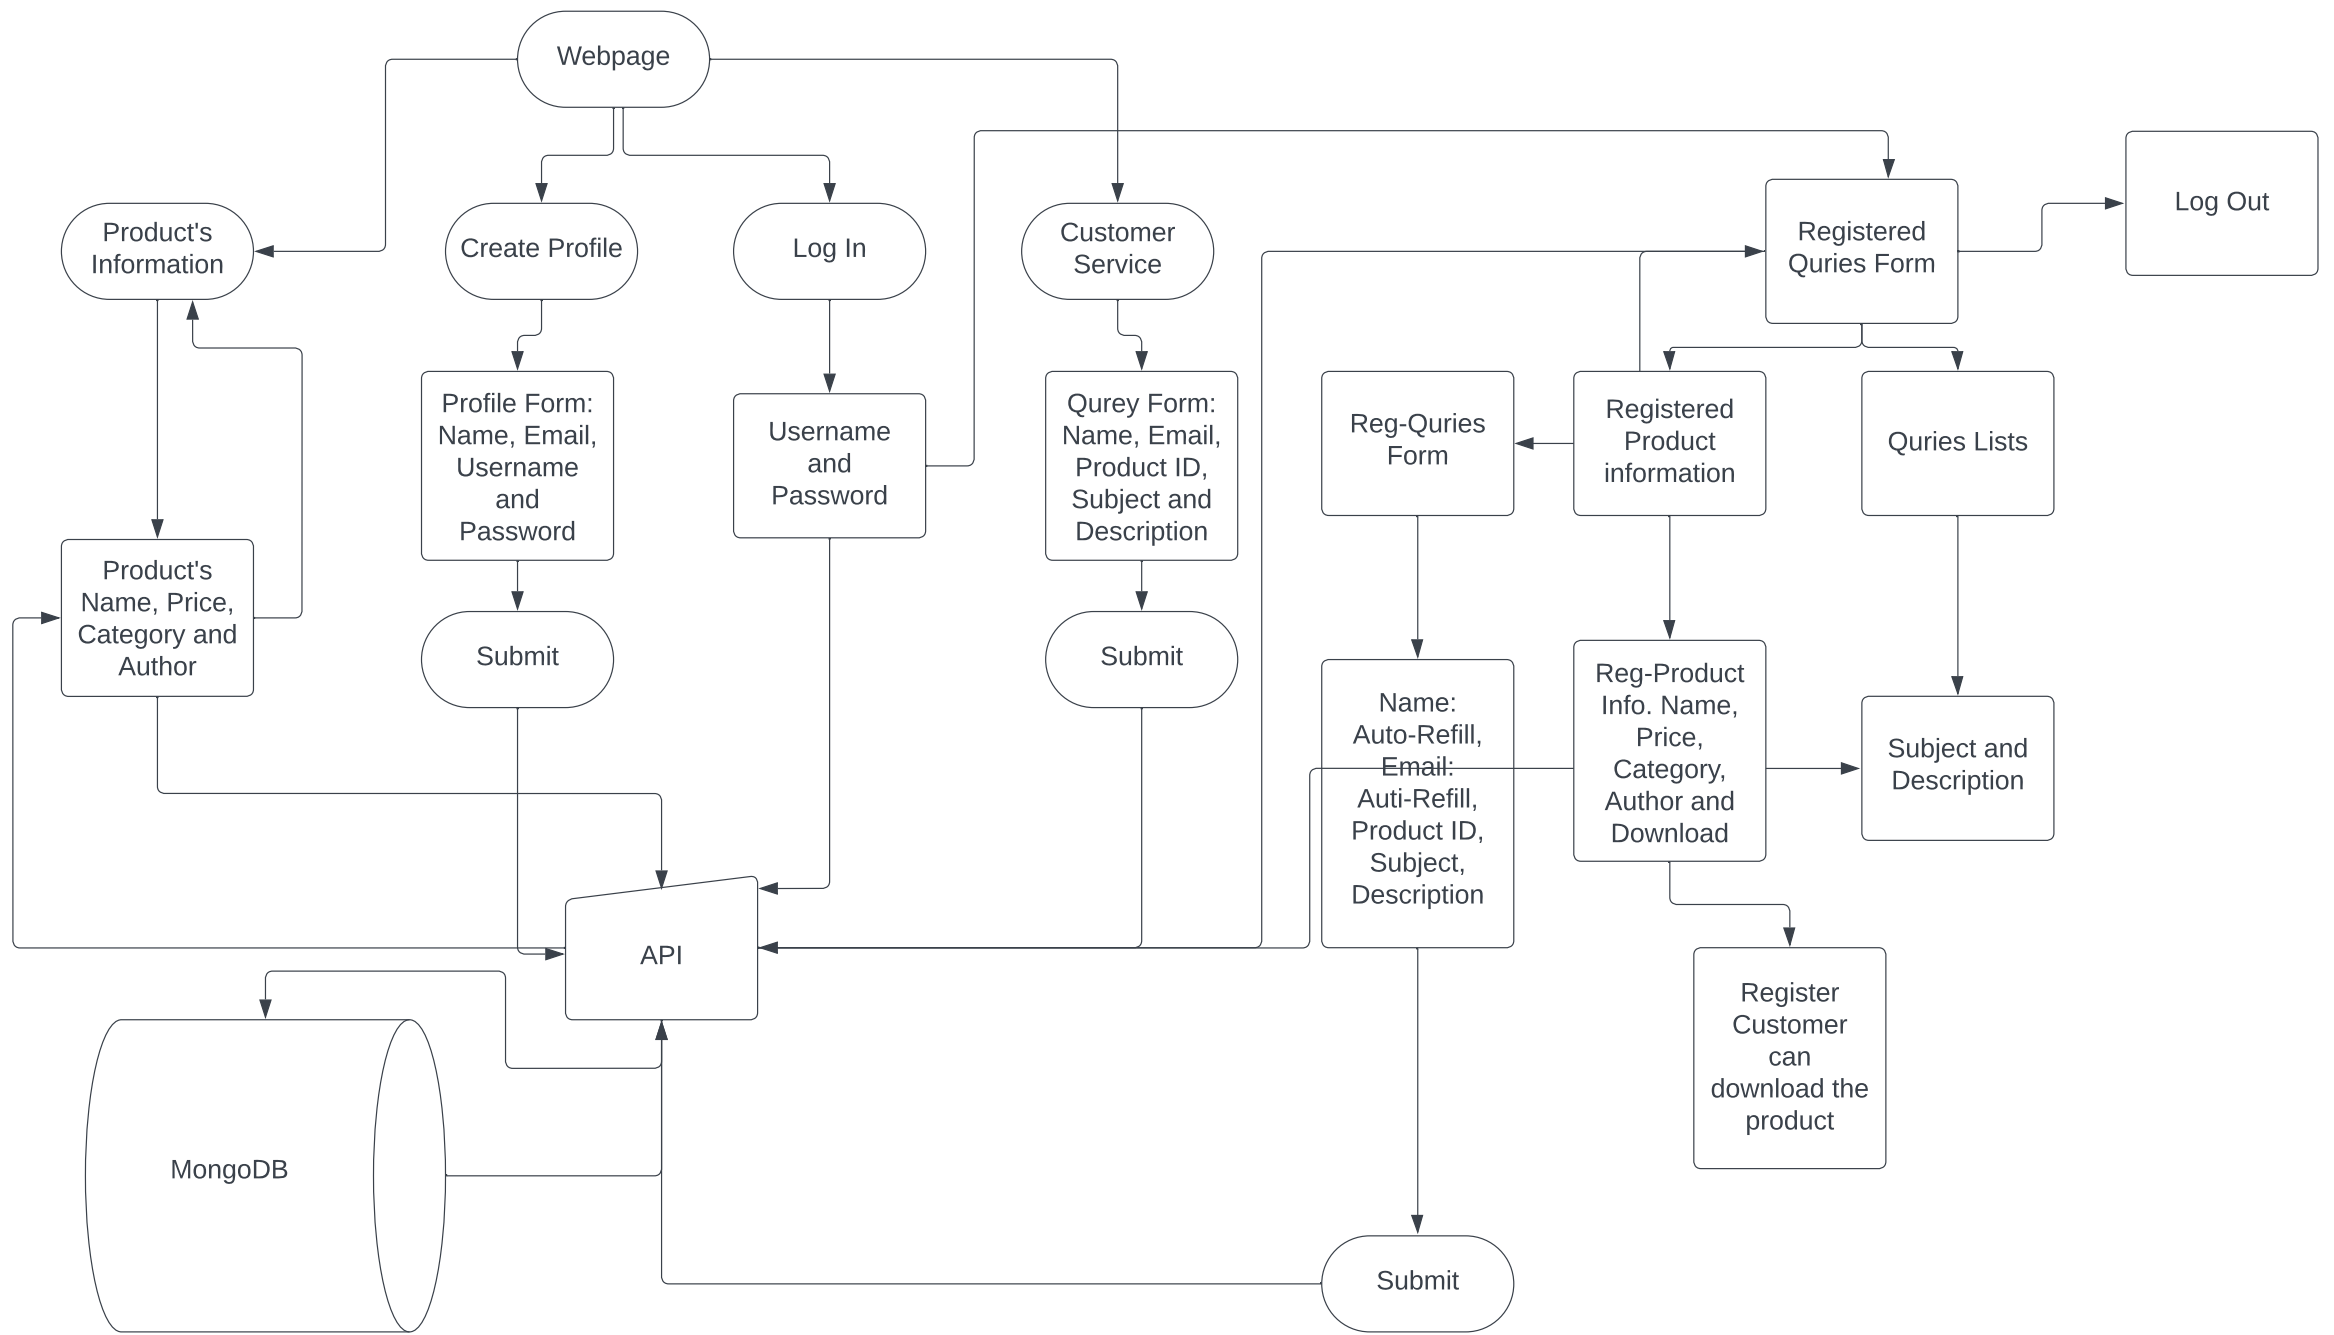 Webpage
Log Out
Product's
Information
Create Profile
Log In
Customer
Service
Registered
Quries Form
Profile Form:
Name, Email,
Username
and
Password
Username
and
Password
Qurey Form:
Name, Email,
Product ID,
Subject and
Description
Reg-Quries
Form
Registered
Product
information
Quries Lists
Product's
Name, Price,
Category and
Author
Submit
Submit
Name:
Auto-Refill,
Email:
Auti-Refill,
Product ID,
Subject,
Description
Reg-Product
Info. Name,
Price,
Category,
Author and
Download
Subject and
Description
API
Register
Customer
can
download the
product
MongoDB
Submit